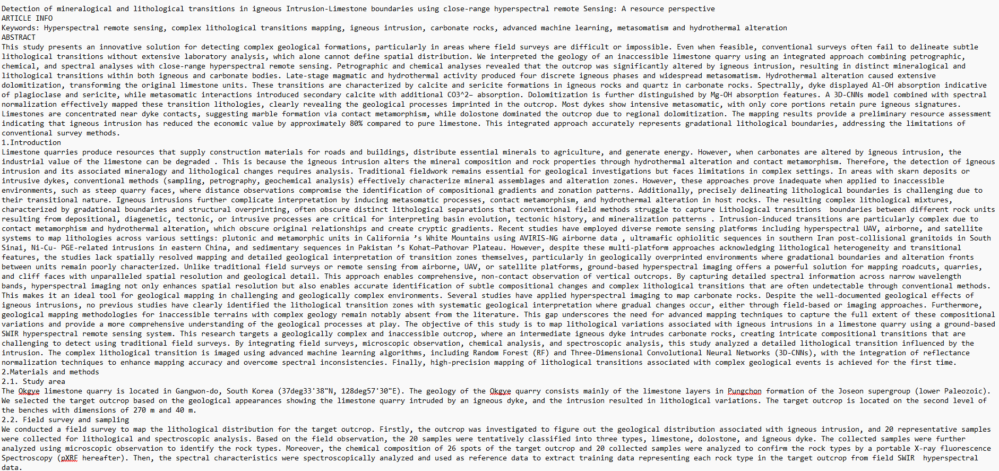 Detection of mineralogical and lithological transitions in igneous Intrusion-Limestone boundaries using close-range hyperspectral remote Sensing: A resource perspective
ARTICLE INFO
Keywords: Hyperspectral remote sensing, complex lithological transitions mapping, igneous intrusion, carbonate rocks, advanced machine learning, metasomatism and hydrothermal alteration
ABSTRACT
This study presents an innovative solution for detecting complex geological formations, particularly in areas where field surveys are difficult or impossible. Even when feasible, conventional surveys often fail to delineate subtle
lithological transitions without extensive laboratory analysis, which alone cannot define spatial distribution. We interpreted the geology of an inaccessible limestone quarry using an integrated approach combining petrographic,
chemical, and spectral analyses with close-range hyperspectral remote sensing. Petrographic and chemical analyses revealed that the outcrop was significantly altered by igneous intrusion, resulting in distinct mineralogical and
lithological transitions within both igneous and carbonate bodies. Late-stage magmatic and hydrothermal activity produced four discrete igneous phases and widespread metasomatism. Hydrothermal alteration caused extensive
dolomitization, transforming the original limestone units. These transitions are characterized by calcite and sericite formations in igneous rocks and quartz in carbonate rocks. Spectrally, dyke displayed Al-OH absorption indicative
of plagioclase and sericite, while metasomatic interactions introduced secondary calcite with additional CO3^2− absorption. Dolomitization is further distinguished by Mg-OH absorption features. A 3D-CNNs model combined with spectral
normalization effectively mapped these transition lithologies, clearly revealing the geological processes imprinted in the outcrop. Most dykes show intensive metasomatic, with only core portions retain pure igneous signatures.
Limestones are concentrated near dyke contacts, suggesting marble formation via contact metamorphism, while dolostone dominated the outcrop due to regional dolomitization. The mapping results provide a preliminary resource assessment
indicating that igneous intrusion has reduced the economic value by approximately 80% compared to pure limestone. This integrated approach accurately represents gradational lithological boundaries, addressing the limitations of
conventional survey methods.
1.Introduction
Limestone quarries produce resources that supply construction materials for roads and buildings, distribute essential minerals to agriculture, and generate energy. However, when carbonates are altered by igneous intrusion, the
industrial value of the limestone can be degraded . This is because the igneous intrusion alters the mineral composition and rock properties through hydrothermal alteration and contact metamorphism. Therefore, the detection of igneous
intrusion and its associated mineralogy and lithological changes requires analysis. Traditional fieldwork remains essential for geological investigations but faces limitations in complex settings. In areas with skarn deposits or
intrusive dykes, conventional methods (sampling, petrography, geochemical analysis) effectively characterize mineral assemblages and alteration zones. However, these approaches prove inadequate when applied to inaccessible
environments, such as steep quarry faces, where distance observations compromise the identification of compositional gradients and zonation patterns. Additionally, precisely delineating lithological boundaries is challenging due to
their transitional nature. Igneous intrusions further complicate interpretation by inducing metasomatic processes, contact metamorphism, and hydrothermal alteration in host rocks. The resulting complex lithological mixtures,
characterized by gradational boundaries and structural overprinting, often obscure distinct lithological separations that conventional field methods struggle to capture Lithological transitions  boundaries between different rock units
resulting from depositional, diagenetic, tectonic, or intrusive processes are critical for interpreting basin evolution, tectonic history, and mineralization patterns . Intrusion-induced transitions are particularly complex due to
contact metamorphism and hydrothermal alteration, which obscure original relationships and create cryptic gradients. Recent studies have employed diverse remote sensing platforms including hyperspectral UAV, airborne, and satellite
systems to map lithologies across various settings: plutonic and metamorphic units in California ’s White Mountains using AVIRIS-NG airborne data , ultramafic ophiolitic sequences in southern Iran post-collisional granitoids in South
Sinai, Ni-Cu- PGE-related intrusions in eastern China, and sedimentary sequences in Pakistan ’s Kohat–Pathovar Plateau. However, despite these multi-platform approaches acknowledging lithological heterogeneity and transitional
features, the studies lack spatially resolved mapping and detailed geological interpretation of transition zones themselves, particularly in geologically overprinted environments where gradational boundaries and alteration fronts
between units remain poorly characterized. Unlike traditional field surveys or remote sensing from airborne, UAV, or satellite platforms, ground-based hyperspectral imaging offers a powerful solution for mapping roadcuts, quarries,
and cliff faces with unparalleled spatial resolution and geological detail. This approach enables comprehensive, non-contact observation of vertical outcrops. By capturing detailed spectral information across narrow wavelength
bands, hyperspectral imaging not only enhances spatial resolution but also enables accurate identification of subtle compositional changes and complex lithological transitions that are often undetectable through conventional methods.
This makes it an ideal tool for geological mapping in challenging and geologically complex environments. Several studies have applied hyperspectral imaging to map carbonate rocks. Despite the well-documented geological effects of
igneous intrusions, no previous studies have clearly identified the lithological transition zones with systematic geological interpretation where gradual changes occur, either through field-based or imaging approaches. Furthermore,
geological mapping methodologies for inaccessible terrains with complex geology remain notably absent from the literature. This gap underscores the need for advanced mapping techniques to capture the full extent of these compositional
variations and provide a more comprehensive understanding of the geological processes at play. The objective of this study is to map lithological variations associated with igneous intrusions in a limestone quarry using a ground-based
SWIR hyperspectral remote sensing system. This research targets a geologically complex and inaccessible outcrop, where an intermediate igneous dyke intrudes carbonate rocks, creating intricate compositional transitions that are
challenging to detect using traditional field surveys. By integrating field surveys, microscopic observation, chemical analysis, and spectroscopic analysis, this study analyzed a detailed lithological transition influenced by the
intrusion. The complex lithological transition is imaged using advanced machine learning algorithms, including Random Forest (RF) and Three-Dimensional Convolutional Neural Networks (3D-CNNs), with the integration of reflectance
normalization techniques to enhance mapping accuracy and overcome spectral inconsistencies. Finally, high-precision mapping of lithological transitions associated with complex geological events is achieved for the first time.
2.Materials and methods
2.1. Study area
The Okgye limestone quarry is located in Gangwon-do, South Korea (37deg33'38"N, 128deg57'30"E). The geology of the Okgye quarry consists mainly of the limestone layers in Pungchon formation of the Joseon supergroup (lower Paleozoic).
We selected the target outcrop based on the geological appearances showing the limestone quarry intruded by an igneous dyke, and the intrusion resulted in lithological variations. The target outcrop is located on the second level of
the benches with dimensions of 270 m and 40 m.
2.2. Field survey and sampling
We conducted a field survey to map the lithological distribution for the target outcrop. Firstly, the outcrop was investigated to figure out the geological distribution associated with igneous intrusion, and 20 representative samples
were collected for lithological and spectroscopic analysis. Based on the field observation, the 20 samples were tentatively classified into three types, limestone, dolostone, and igneous dyke. The collected samples were further
analyzed using microscopic observation to identify the rock types. Moreover, the chemical composition of 26 spots of the target outcrop and 20 collected samples were analyzed to confirm the rock types by a portable X-ray fluorescence
Spectroscopy (pXRF hereafter). Then, the spectral characteristics were spectroscopically analyzed and used as reference data to extract training data representing each rock type in the target outcrop from field SWIR  hyperspectral
data.